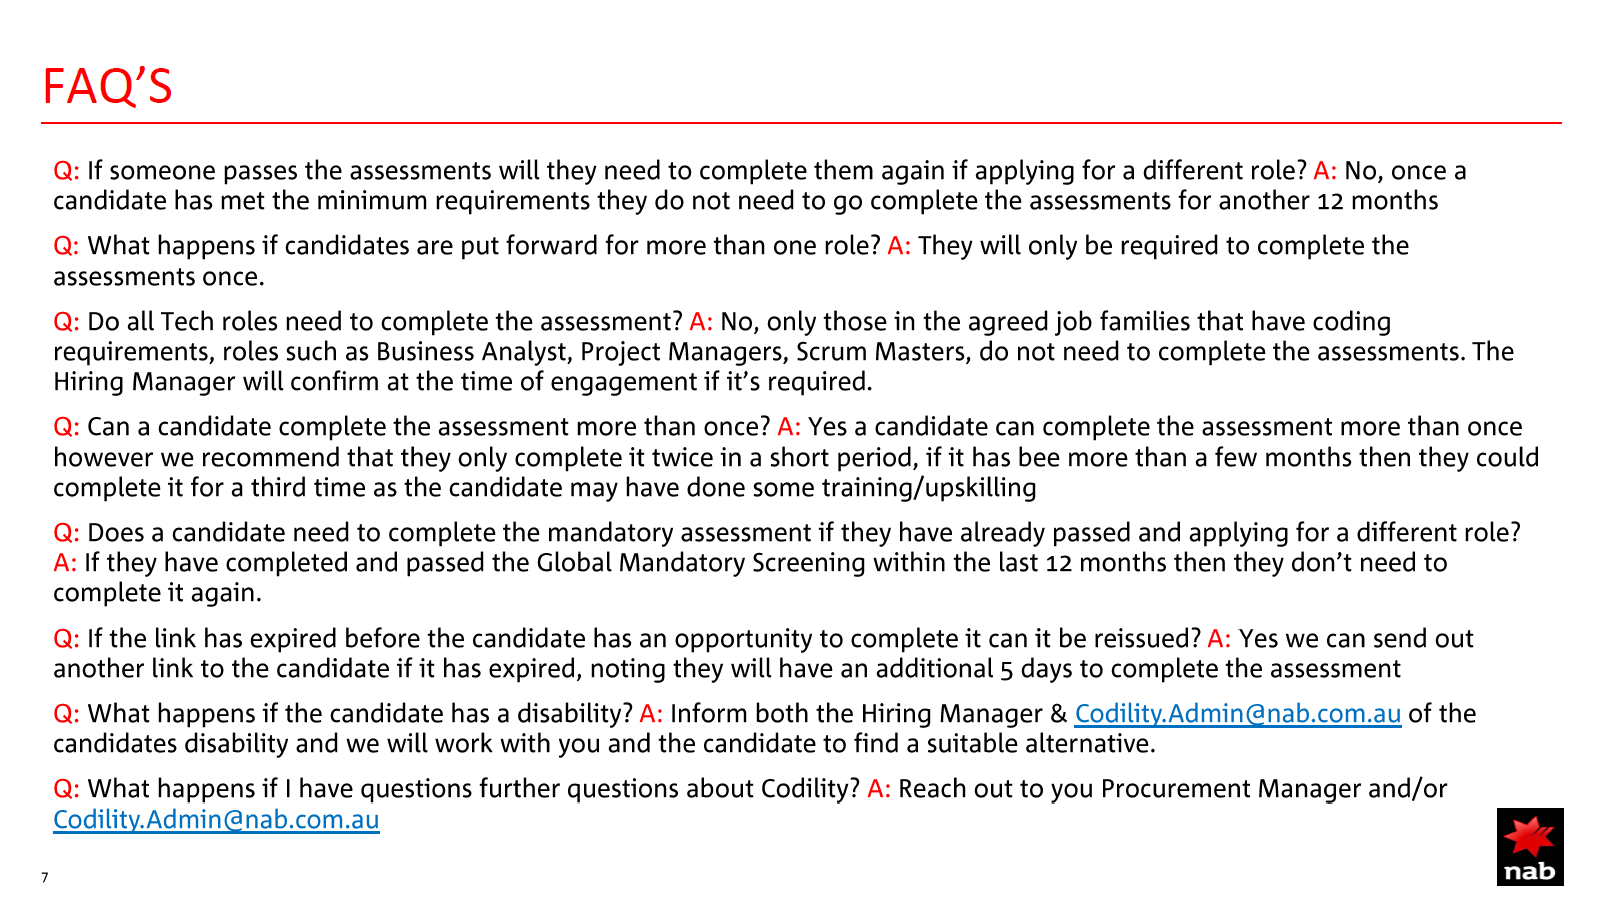 FAQ’S
Q: If someone passes the assessments will they need to complete them again if applying for a different role? A: No, once a
candidate has met the minimum requirements they do not need to go complete the assessments for another 12 months
Q: What happens if candidates are put forward for more than one role? A: They will only be required to complete the
assessments once.
Q: Do all Tech roles need to complete the assessment? A: No, only those in the agreed job families that have coding
requirements, roles such as Business Analyst, Project Managers, Scrum Masters, do not need to complete the assessments. The
Hiring Manager will confirm at the time of engagement if it’s required.
Q: Can a candidate complete the assessment more than once? A: Yes a candidate can complete the assessment more than once
however we recommend that they only complete it twice in a short period, if it has bee more than a few months then they could
complete it for a third time as the candidate may have done some training/upskilling
Q: Does a candidate need to complete the mandatory assessment if they have already passed and applying for a different role?
A: If they have completed and passed the Global Mandatory Screening within the last 12 months then they don’t need to
complete it again.
Q: If the link has expired before the candidate has an opportunity to complete it can it be reissued? A: Yes we can send out
another link to the candidate if it has expired, noting they will have an additional 5 days to complete the assessment
Q: What happens if the candidate has a disability? A: Inform both the Hiring Manager & Codility.Admin@nab.com.au of the
candidates disability and we will work with you and the candidate to find a suitable alternative.
Q: What happens if I have questions further questions about Codility? A: Reach out to you Procurement Manager and/or
Codility.Admin@nab.com.au
nab
7